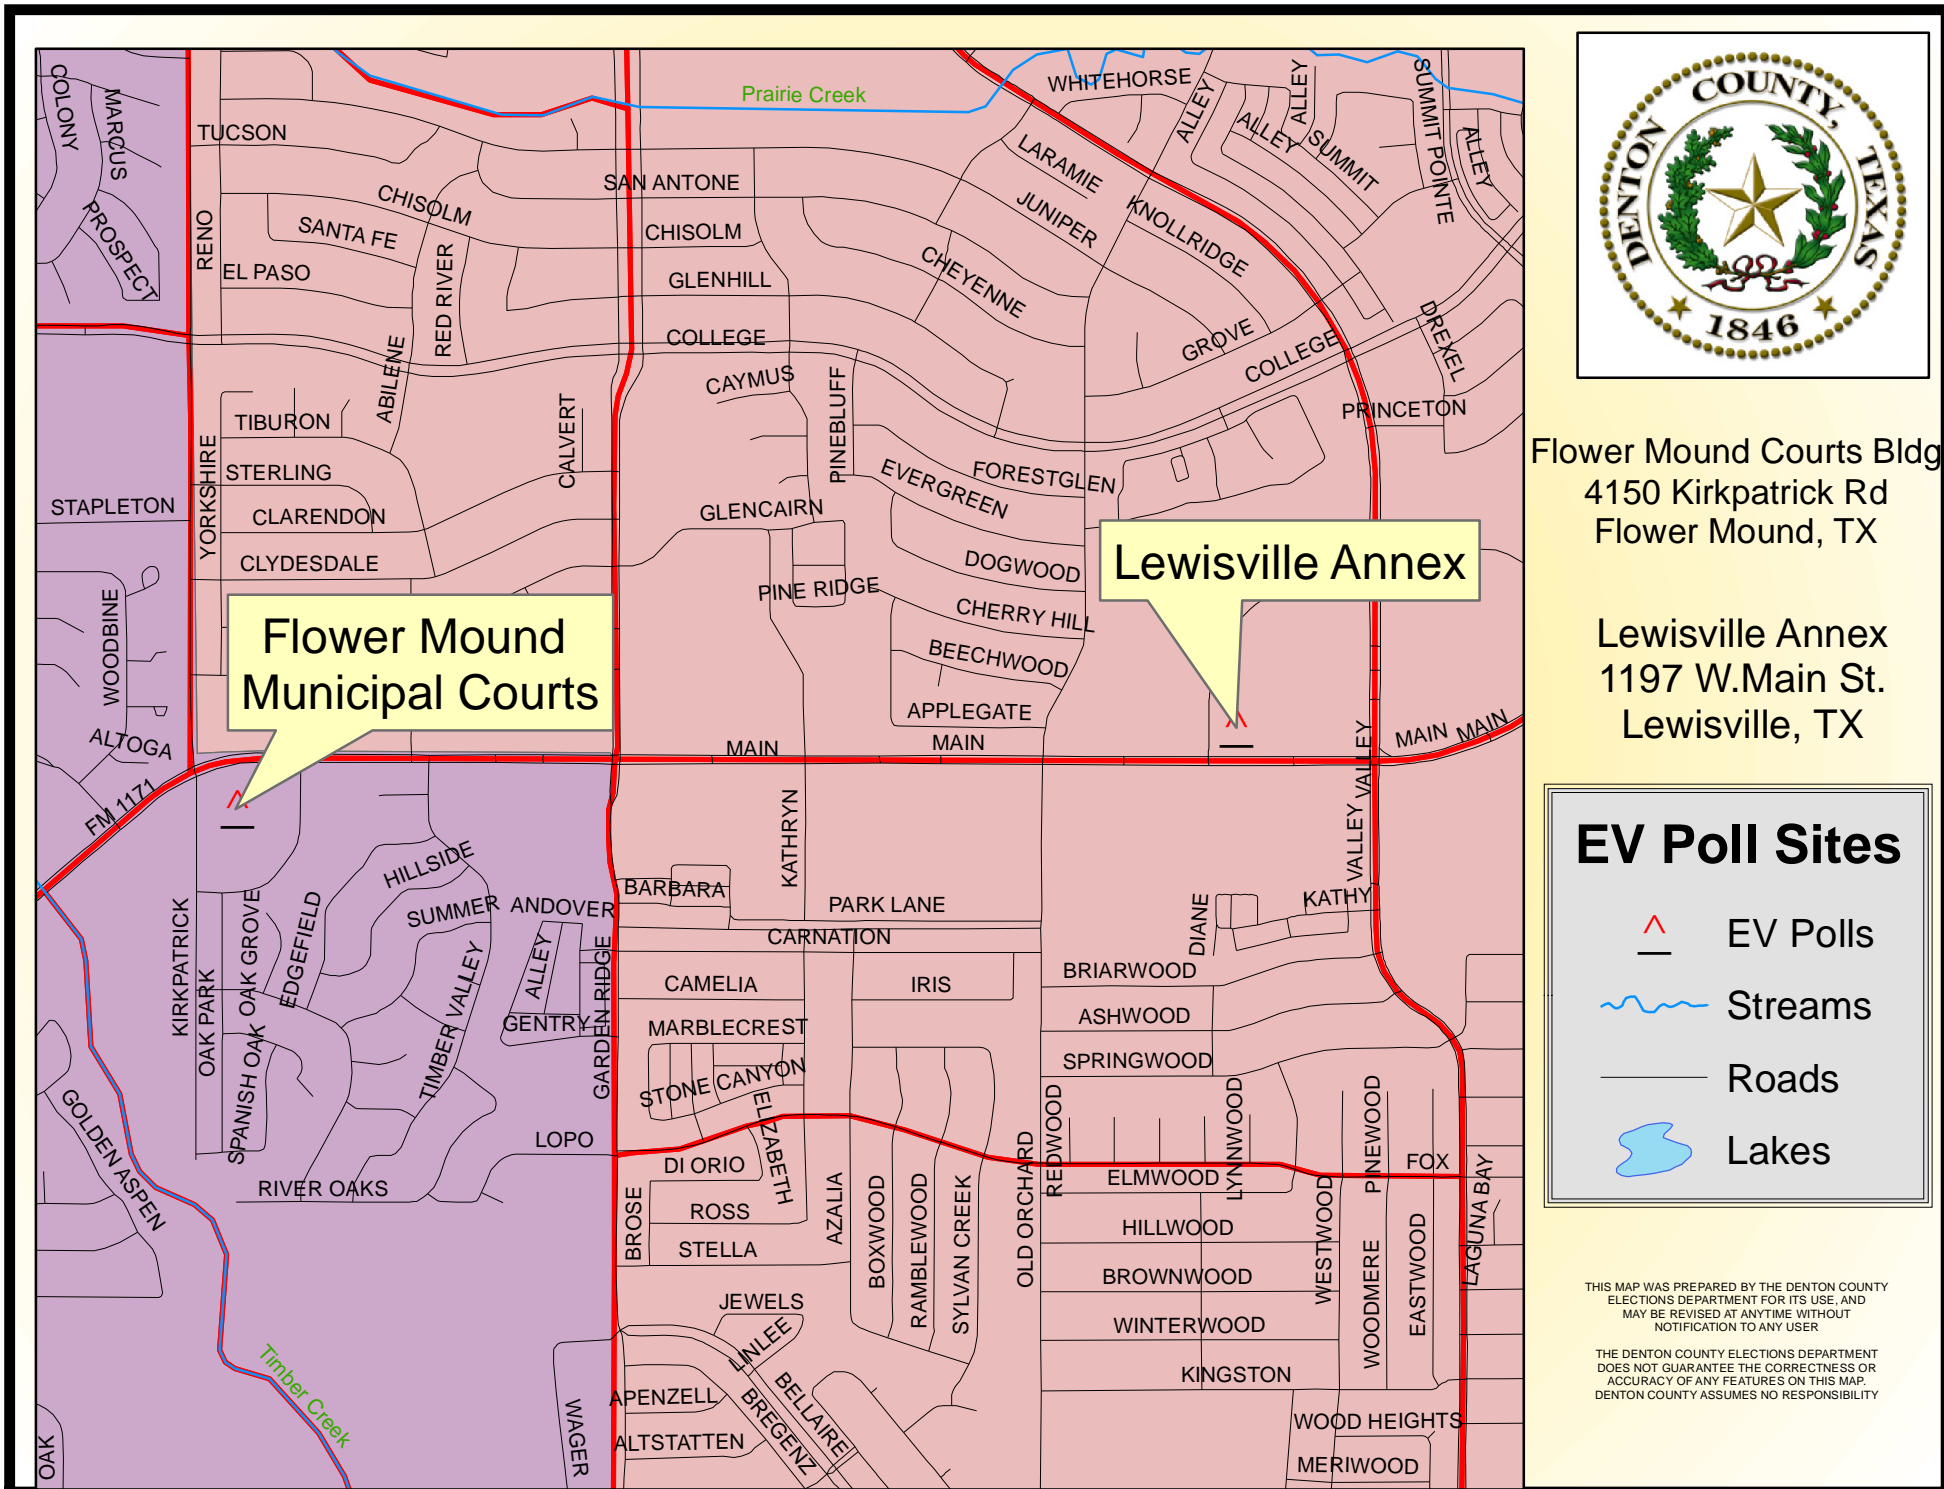 COLONY
MARCUS
PROSPECT
TUCSON
RENO
CHISOLM
SANTA FE
EL PASO
RED RIVER
ABILENE
Prairie Creek
SAN ANTONE
CHISOLM
GLENHILL
COLLEGE
WHITEHORSE
ALLEY
ALLEY
ALLEY
SUMMIT
SUMMIT POINTE
ALLEY
LARAMIE
JUNIPER
KNOLLRIDGE
CHEYENNE
GROVE
COLLEGE
DREXEL
PRINCETON
CAYMUS
PINEBLUFF
CALVERT
TIBURON
YORKSHIRE
STERLING
CLARENDON
CLYDESDALE
STAPLETON
WOODBINE
ALTOGA
FM 1171
GLENCAIRN
PINE RIDGE
EVERGREEN
FORESTGLEN
DOGWOOD
CHERRY HILL
BEECHWOOD
APPLEGATE
Lewisville Annex
Flower Mound
Municipal Courts
MAIN
MAIN
MAIN
MAIN
VALLEY
VALLEY
KATHRYN
BARBARA
PARK LANE
CARNATION
CAMELIA
IRIS
MARBLECREST
STONE CANYON
ELIZABETH
DIANE
KATHY
BRIARWOOD
ASHWOOD
SPRINGWOOD
HILLSIDE
SUMMER
ANDOVER
ALLEY
GENTRY
GARDEN RIDGE
EDGEFIELD
OAK GROVE
SPANISH OAK
OAK PARK
KIRKPATRICK
TIMBER VALLEY
LOPO
RIVER OAKS
GOLDEN ASPEN
Timber Creek
OAK
WAGER
BROSE
DI ORIO
ROSS
STELLA
AZALIA
BOXWOOD
RAMBLEWOOD
SYLVAN CREEK
OLD ORCHARD
REDWOOD
LYNNWOOD
PINEWOOD
FOX
ELMWOOD
HILLWOOD
BROWNWOOD
WINTERWOOD
KINGSTON
WESTWOOD
WOODMERE
EASTWOOD
LAGUNA BAY
JEWELS
LINLEE
BELLAIRE
BREGENZ
APENZELL
ALTSTATTEN
WOOD HEIGHTS
MERIWOOD
DENTON COUNTY, TEXAS
1846
Flower Mound Courts Bldg
4150 Kirkpatrick Rd
Flower Mound, TX
Lewisville Annex
1197 W.Main St.
Lewisville, TX
EV Poll Sites
EV Polls
Streams
Roads
Lakes
THIS MAP WAS PREPARED BY THE DENTON COUNTY
ELECTIONS DEPARTMENT FOR ITS USE, AND
MAY BE REVISED AT ANYTIME WITHOUT
NOTIFICATION TO ANY USER
THE DENTON COUNTY ELECTIONS DEPARTMENT
DOES NOT GUARANTEE THE CORRECTNESS OR
ACCURACY OF ANY FEATURES ON THIS MAP.
DENTON COUNTY ASSUMES NO RESPONSIBILITY